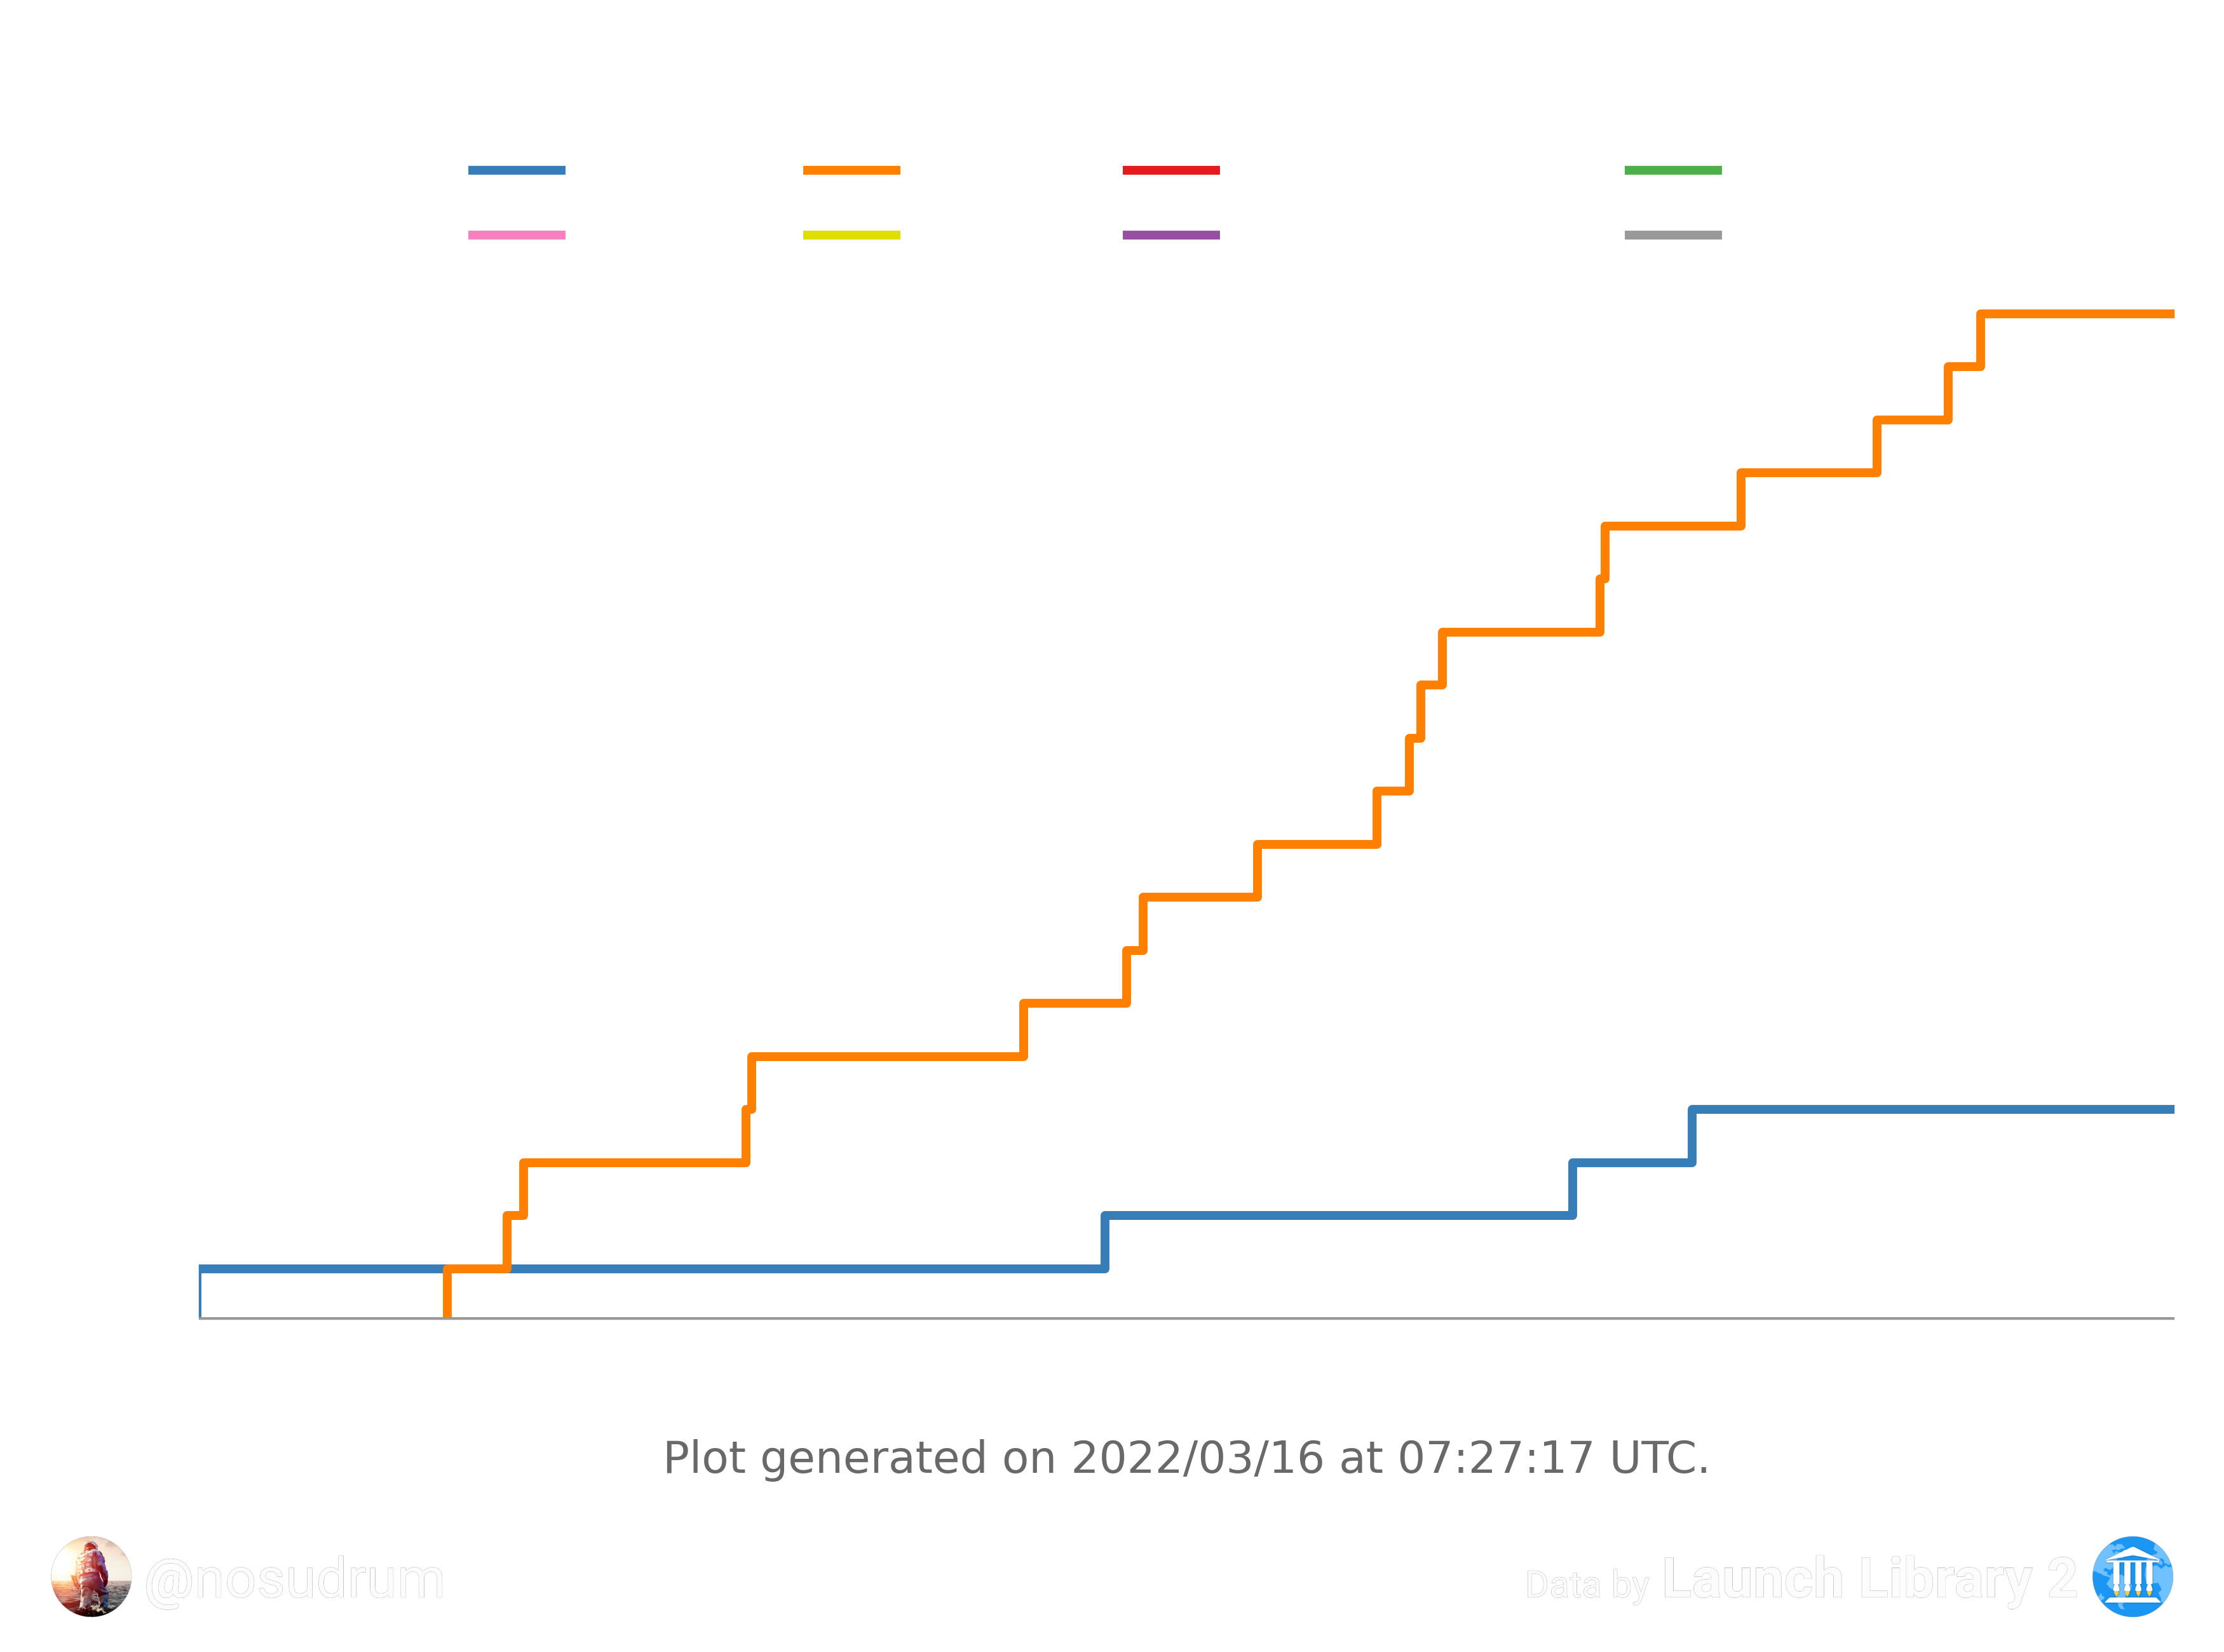 Plot generated on 2022/03/16 at 07:27:17 UTC.
@nosudrum
Data by Launch Library 2